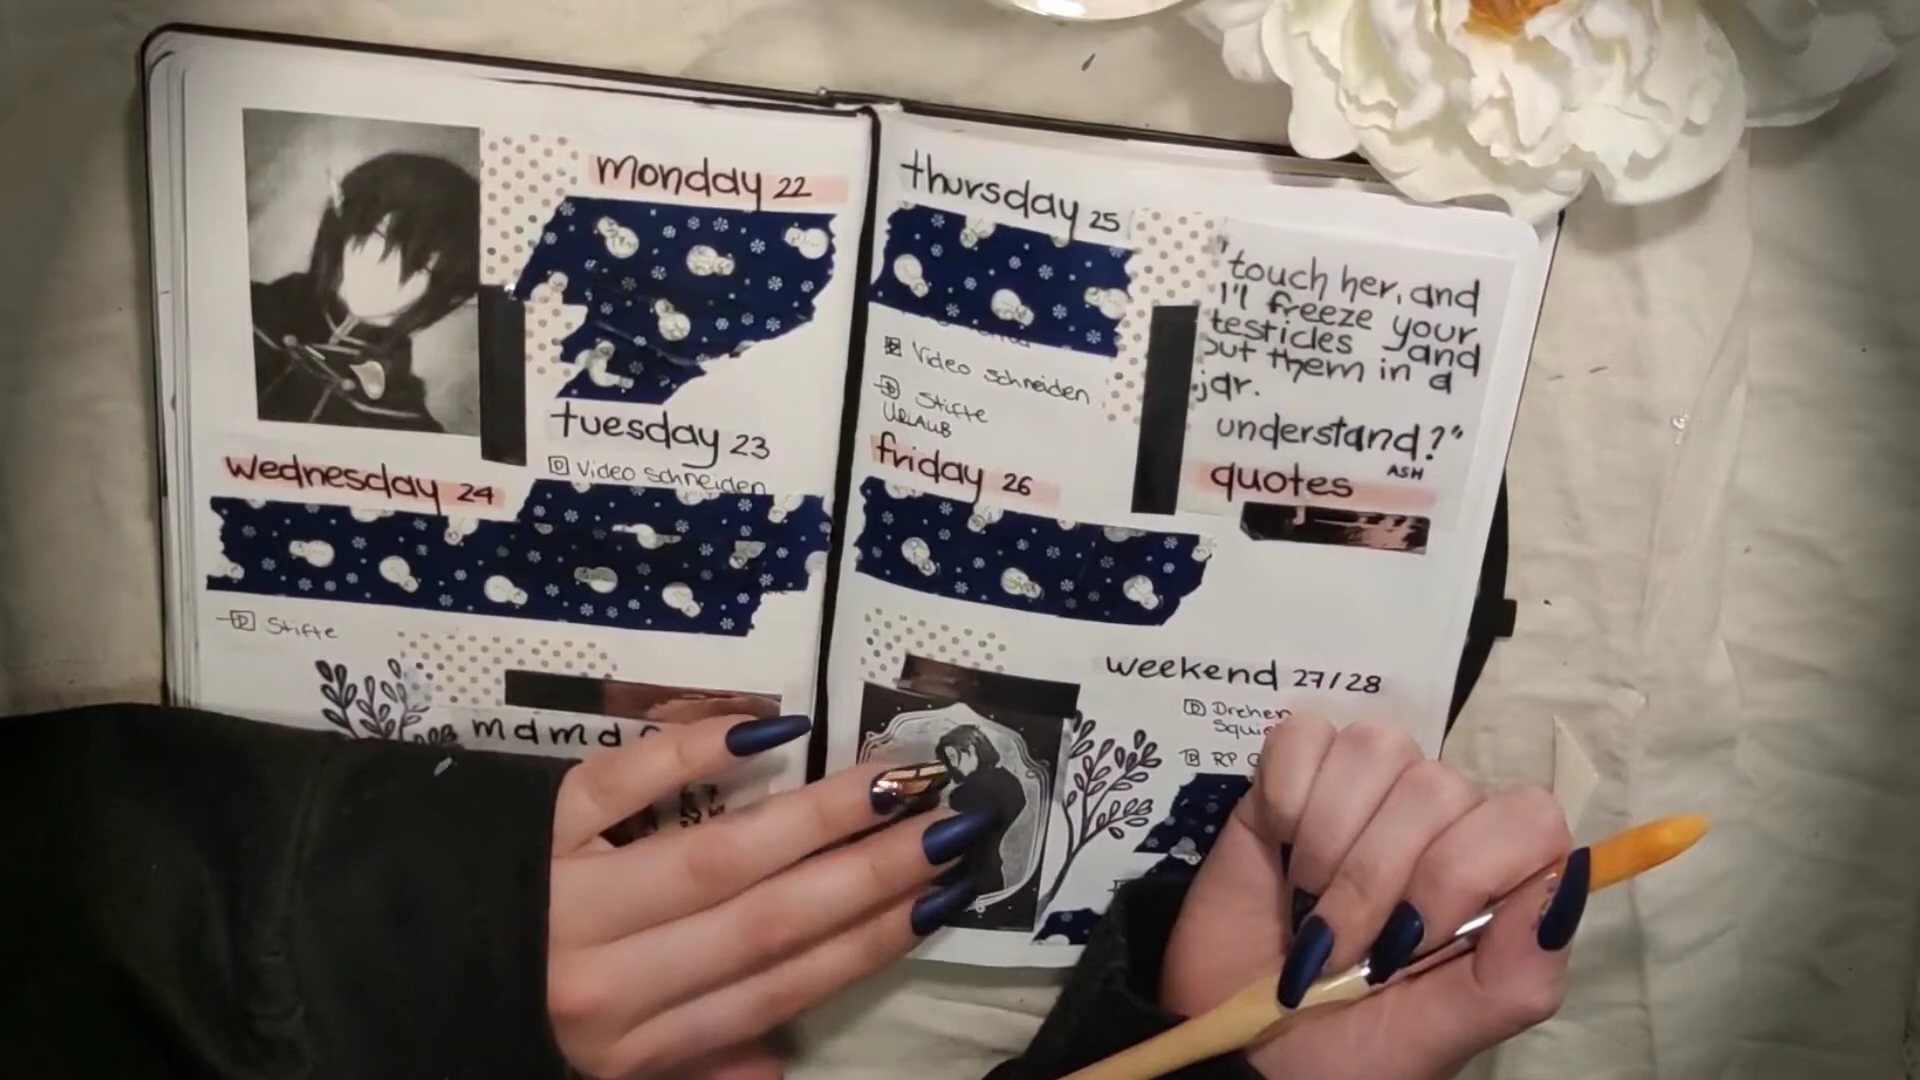 monday 22
tuesday 23
Video schneiden
wednesday 24
Stifte
mdmd
thursday 25
Video schneiden
Stifte
URLAUB
friday 26
"touch her, and
I'll freeze your
testicles and
put them in a
jar.
understand?"
ASH
quotes
weekend 27/28
Drehen
RP